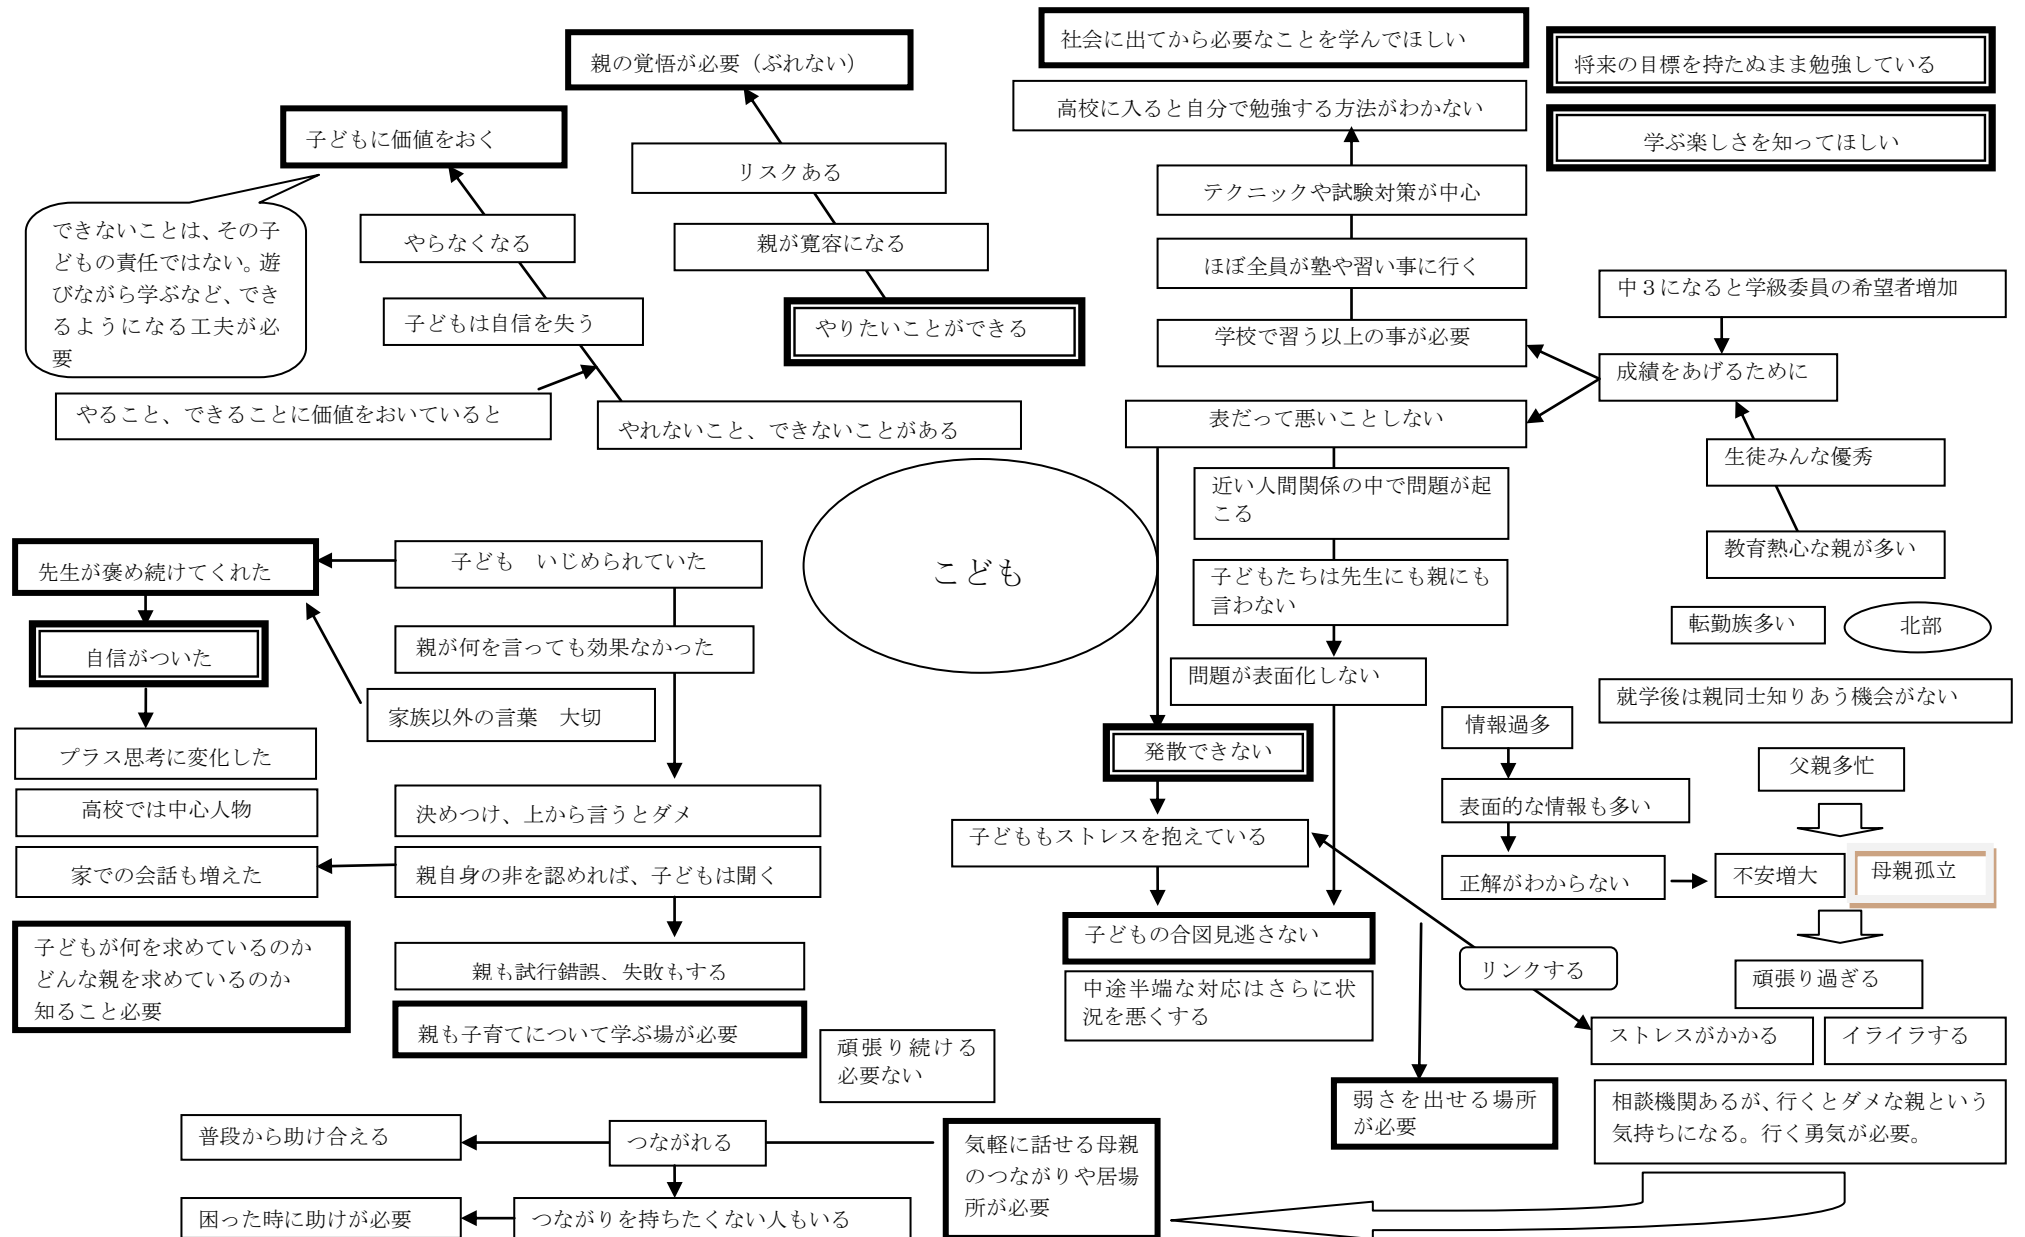 社会に出てから必要なことを学んでほしい
親の覚悟が必要（ぶれない）
将来の目標を持たぬまま勉強している
高校に入ると自分で勉強する方法がわかない
子どもに価値をおく
学ぶ楽しさを知ってほしい
リスクある
テクニックや試験対策が中心
できないことは、その子
どもの責任ではない。遊
びながら学ぶなど、でき
るようになる工夫が必
要
やらなくなる
親が寛容になる
ほぼ全員が塾や習い事に行く
中３になると学級委員の希望者増加
子どもは自信を失う
やりたいことができる
学校で習う以上の事が必要
成績をあげるために
やること、できることに価値をおいていると
やれないこと、できないことがある
表だって悪いことしない
生徒みんな優秀
近い人間関係の中で問題が起
こる
教育熱心な親が多い
こども
先生が褒め続けてくれた
子ども　いじめられていた
子どもたちは先生にも親にも
言わない
転勤族多い
北部
自信がついた
親が何を言っても効果なかった
問題が表面化しない
就学後は親同士知りあう機会がない
家族以外の言葉　大切
情報過多
プラス思考に変化した
発散できない
父親多忙
高校では中心人物
決めつけ、上から言うとダメ
表面的な情報も多い
子どももストレスを抱えている
家での会話も増えた
親自身の非を認めれば、子どもは聞く
正解がわからない
不安増大
母親孤立
子どもが何を求めているのか
どんな親を求めているのか
知ること必要
子どもの合図見逃さない
親も試行錯誤、失敗もする
リンクする
頑張り過ぎる
中途半端な対応はさらに状
況を悪くする
親も子育てについて学ぶ場が必要
ストレスがかかる
イライラする
頑張り続ける
必要ない
弱さを出せる場所
が必要
相談機関あるが、行くとダメな親という
気持ちになる。行く勇気が必要。
普段から助け合える
つながれる
気軽に話せる母親
のつながりや居場
所が必要
困った時に助けが必要
つながりを持ちたくない人もいる